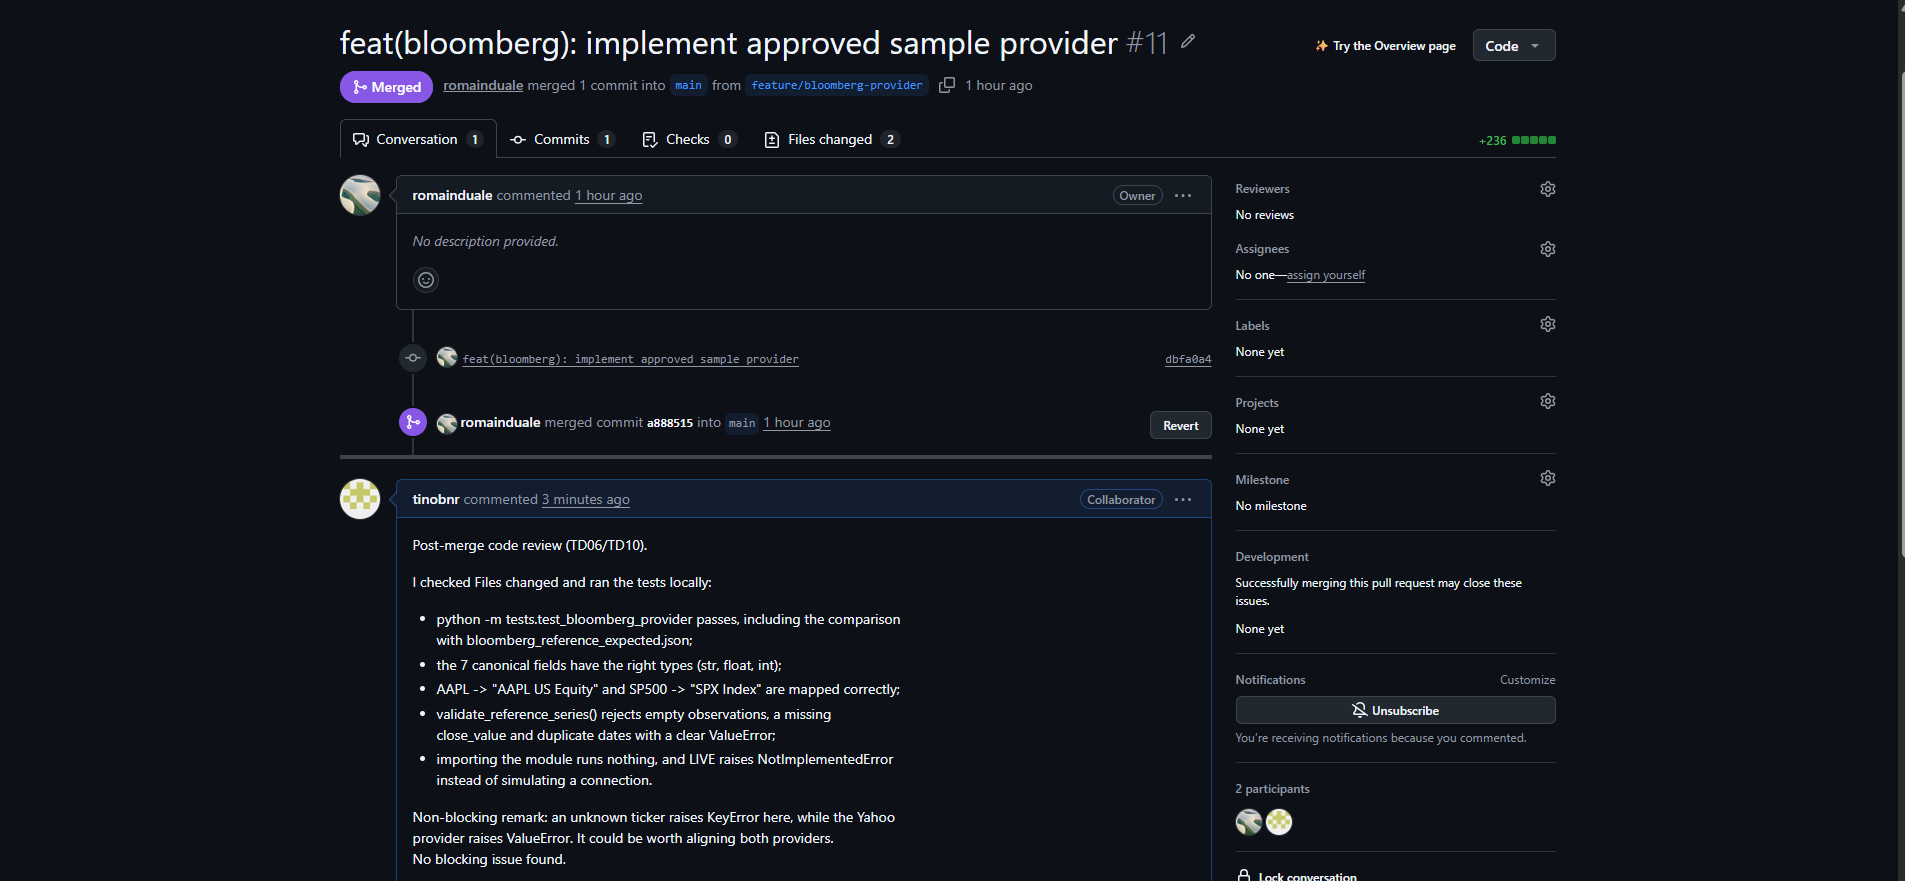 feat(bloomberg): implement approved sample provider #11
Try the Overview page
Code
Merged
romainduale merged 1 commit into main from feature/bloomberg-provider 1 hour ago
Conversation 1
Commits 1
Checks 0
Files changed 2
+236
romainduale commented 1 hour ago
Owner
No description provided.
feat(bloomberg): implement approved sample provider
dbfa0a4
romainduale merged commit a888515 into main 1 hour ago
Revert
tinobnr commented 3 minutes ago
Collaborator
Post-merge code review (TD06/TD10).
I checked Files changed and ran the tests locally:
• python -m tests.test_bloomberg_provider passes, including the comparison
with bloomberg_reference_expected.json;
• the 7 canonical fields have the right types (str, float, int);
• AAPL -> "AAPL US Equity" and SP500 -> "SPX Index" are mapped correctly;
• validate_reference_series() rejects empty observations, a missing
close_value and duplicate dates with a clear ValueError;
• importing the module runs nothing, and LIVE raises NotImplementedError
instead of simulating a connection.
Non-blocking remark: an unknown ticker raises KeyError here, while the Yahoo
provider raises ValueError. It could be worth aligning both providers.
No blocking issue found.
Reviewers
No reviews
Assignees
No one—assign yourself
Labels
None yet
Projects
None yet
Milestone
No milestone
Development
Successfully merging this pull request may close these
issues.
None yet
Notifications
Customize
Unsubscribe
You're receiving notifications because you commented.
2 participants
Lock conversation